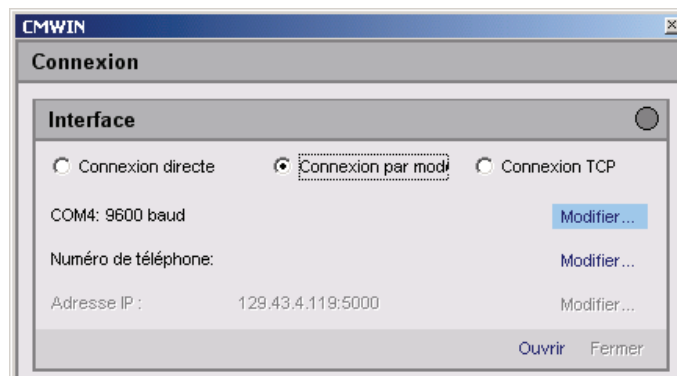 CMWIN
Connexion
Interface
Connexion directe Connexion par mod Connexion TCP
COM4: 9600 baud Modifier...
Numéro de téléphone: Modifier...
Adresse IP : 129.43.4.119:5000 Modifier...
Ouvrir Fermer